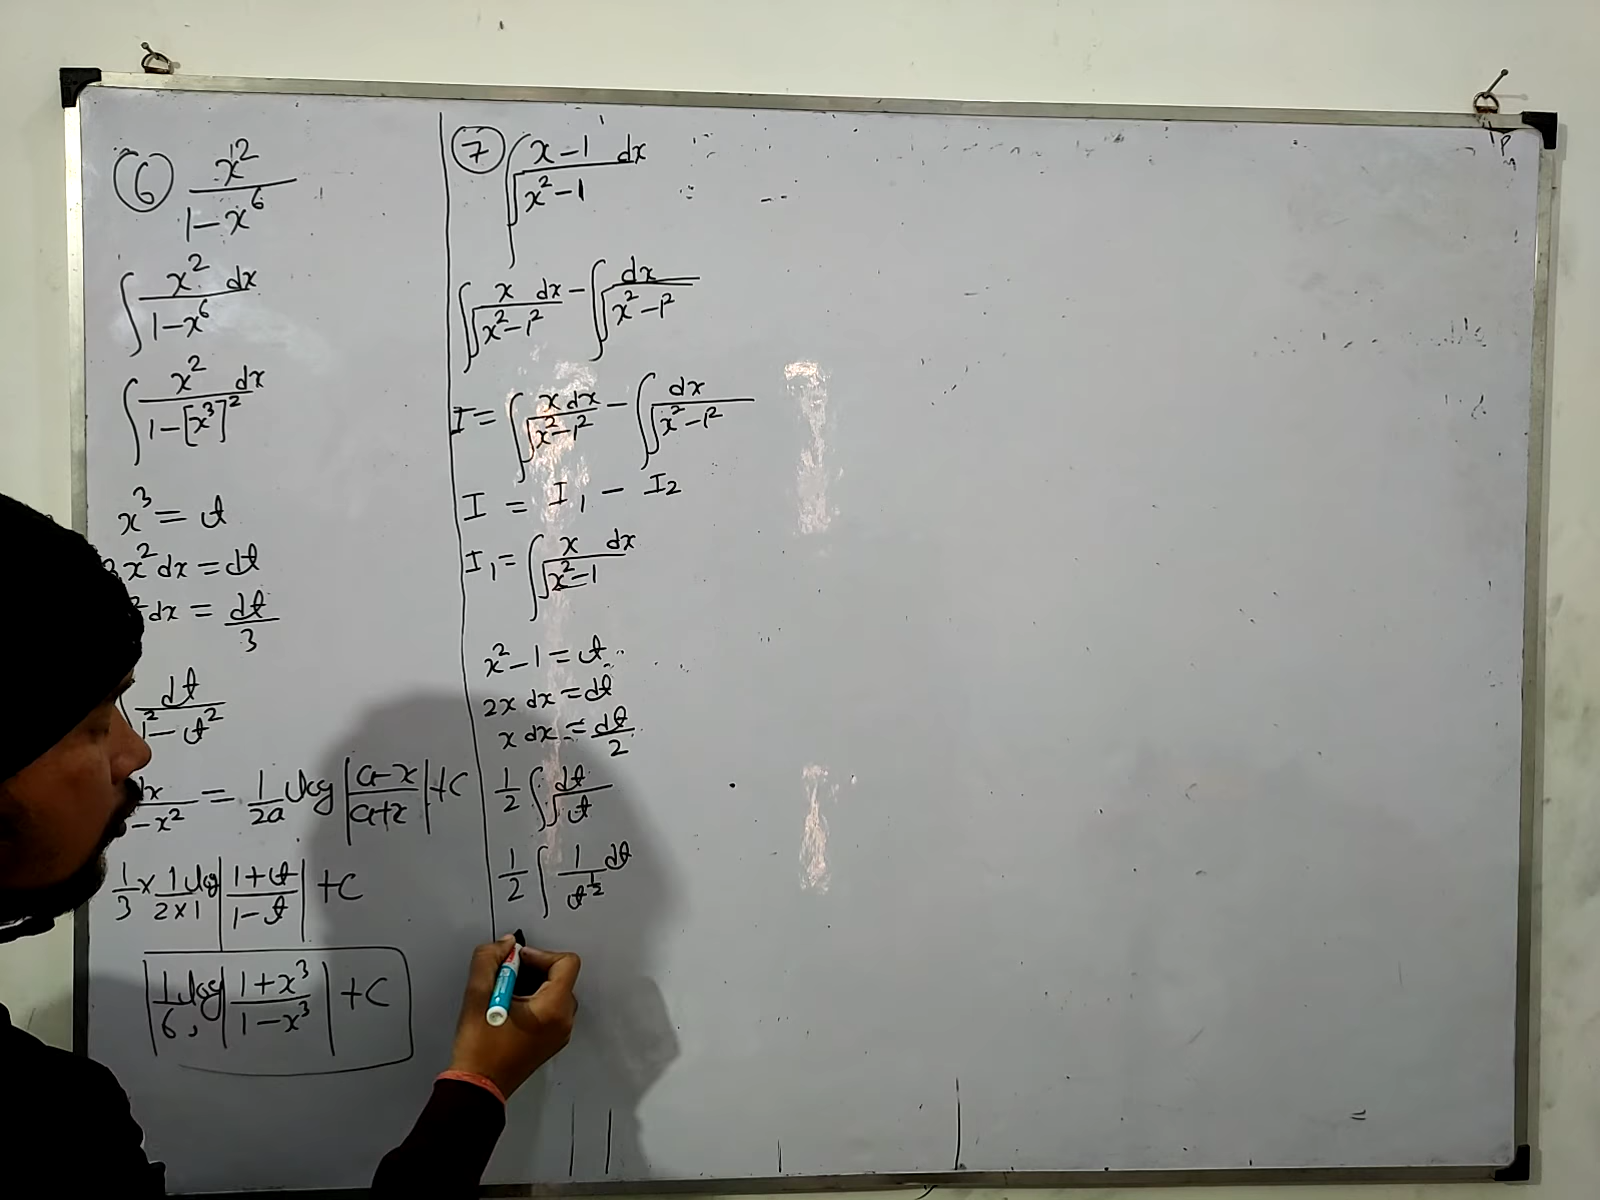 6 x²/(1-x⁶)
∫ x² dx/(1-x⁶)
∫ x² dx/(1-[x³]²)
x³ = t
3x² dx = dt
x² dx = dt/3
∫ dt/(1²-t²)
dx/(-x²) = 1/2a log |(a-x)/(a+x)| + C
1/3 × 1/(2×1) log |(1+t)/(1-t)| + C
1/6 log |(1+x³)/(1-x³)| + C
7 ∫ (x-1) dx/√(x²-1)
∫ x dx/√(x²-1²) - ∫ dx/√(x²-1²)
I = ∫ x dx/√(x²-1²) - ∫ dx/√(x²-1²)
I = I₁ - I₂
I₁ = ∫ x dx/√(x²-1)
x²-1 = t
2x dx = dt
x dx = dt/2
1/2 ∫ dt/√t
1/2 ∫ 1/t^(1/2) dt